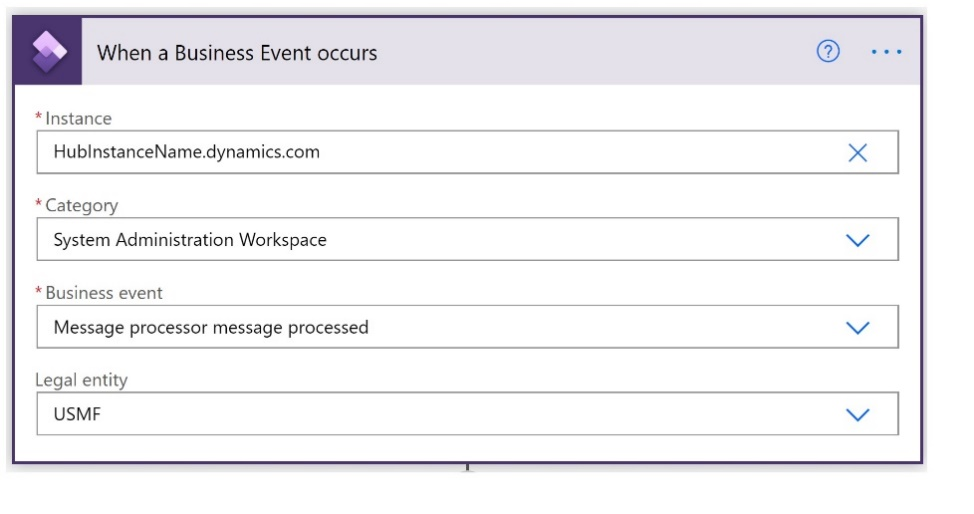 When a Business Event occurs
* Instance
HubInstanceName.dynamics.com
* Category
System Administration Workspace
* Business event
Message processor message processed
Legal entity
USMF